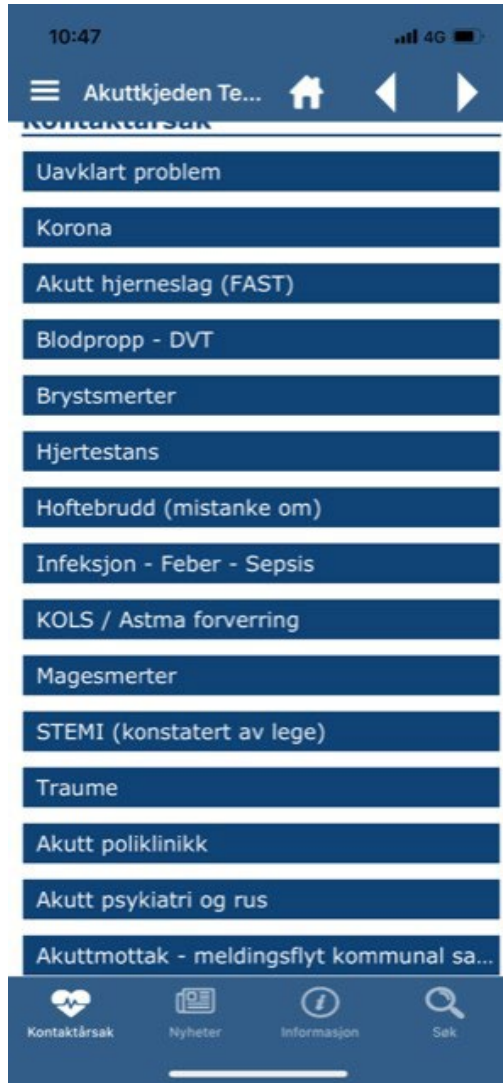 10:47
4G
Akuttkjeden Te...
Kontaktårsak
Uavklart problem
Korona
Akutt hjerneslag (FAST)
Blodpropp - DVT
Brystsmerter
Hjertestans
Hoftebrudd (mistanke om)
Infeksjon - Feber - Sepsis
KOLS / Astma forverring
Magesmerter
STEMI (konstatert av lege)
Traume
Akutt poliklinikk
Akutt psykiatri og rus
Akuttmottak - meldingsflyt kommunal sa...
Kontaktårsak Nyheter Informasjon Søk